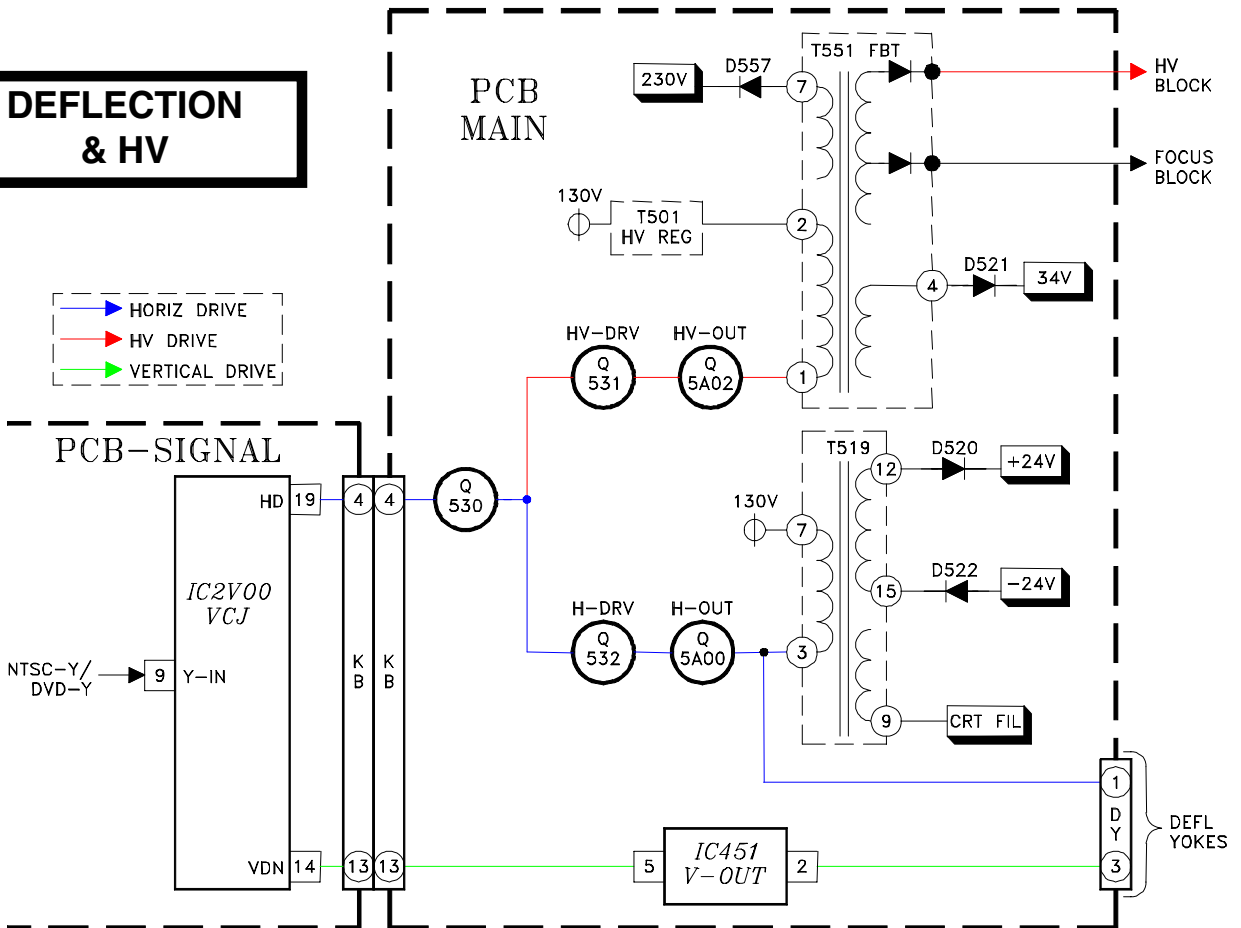 DEFLECTION
& HV
PCB
MAIN
T551 FBT
230V
D557
7
HV
BLOCK
FOCUS
BLOCK
130V
T501
HV REG
2
4
D521
34V
HORIZ DRIVE
HV DRIVE
VERTICAL DRIVE
HV-DRV
Q
531
HV-OUT
Q
5A02
1
PCB-SIGNAL
HD
19
4
4
Q
530
T519
12
D520
+24V
130V
7
15
D522
-24V
IC2V00
VCJ
NTSC-Y/
DVD-Y
9
Y-IN
K
B
K
B
H-DRV
Q
532
H-OUT
Q
5A00
3
9
CRT FIL
1
D
Y
3
DEFL
YOKES
VDN
14
13
13
5
IC451
V-OUT
2